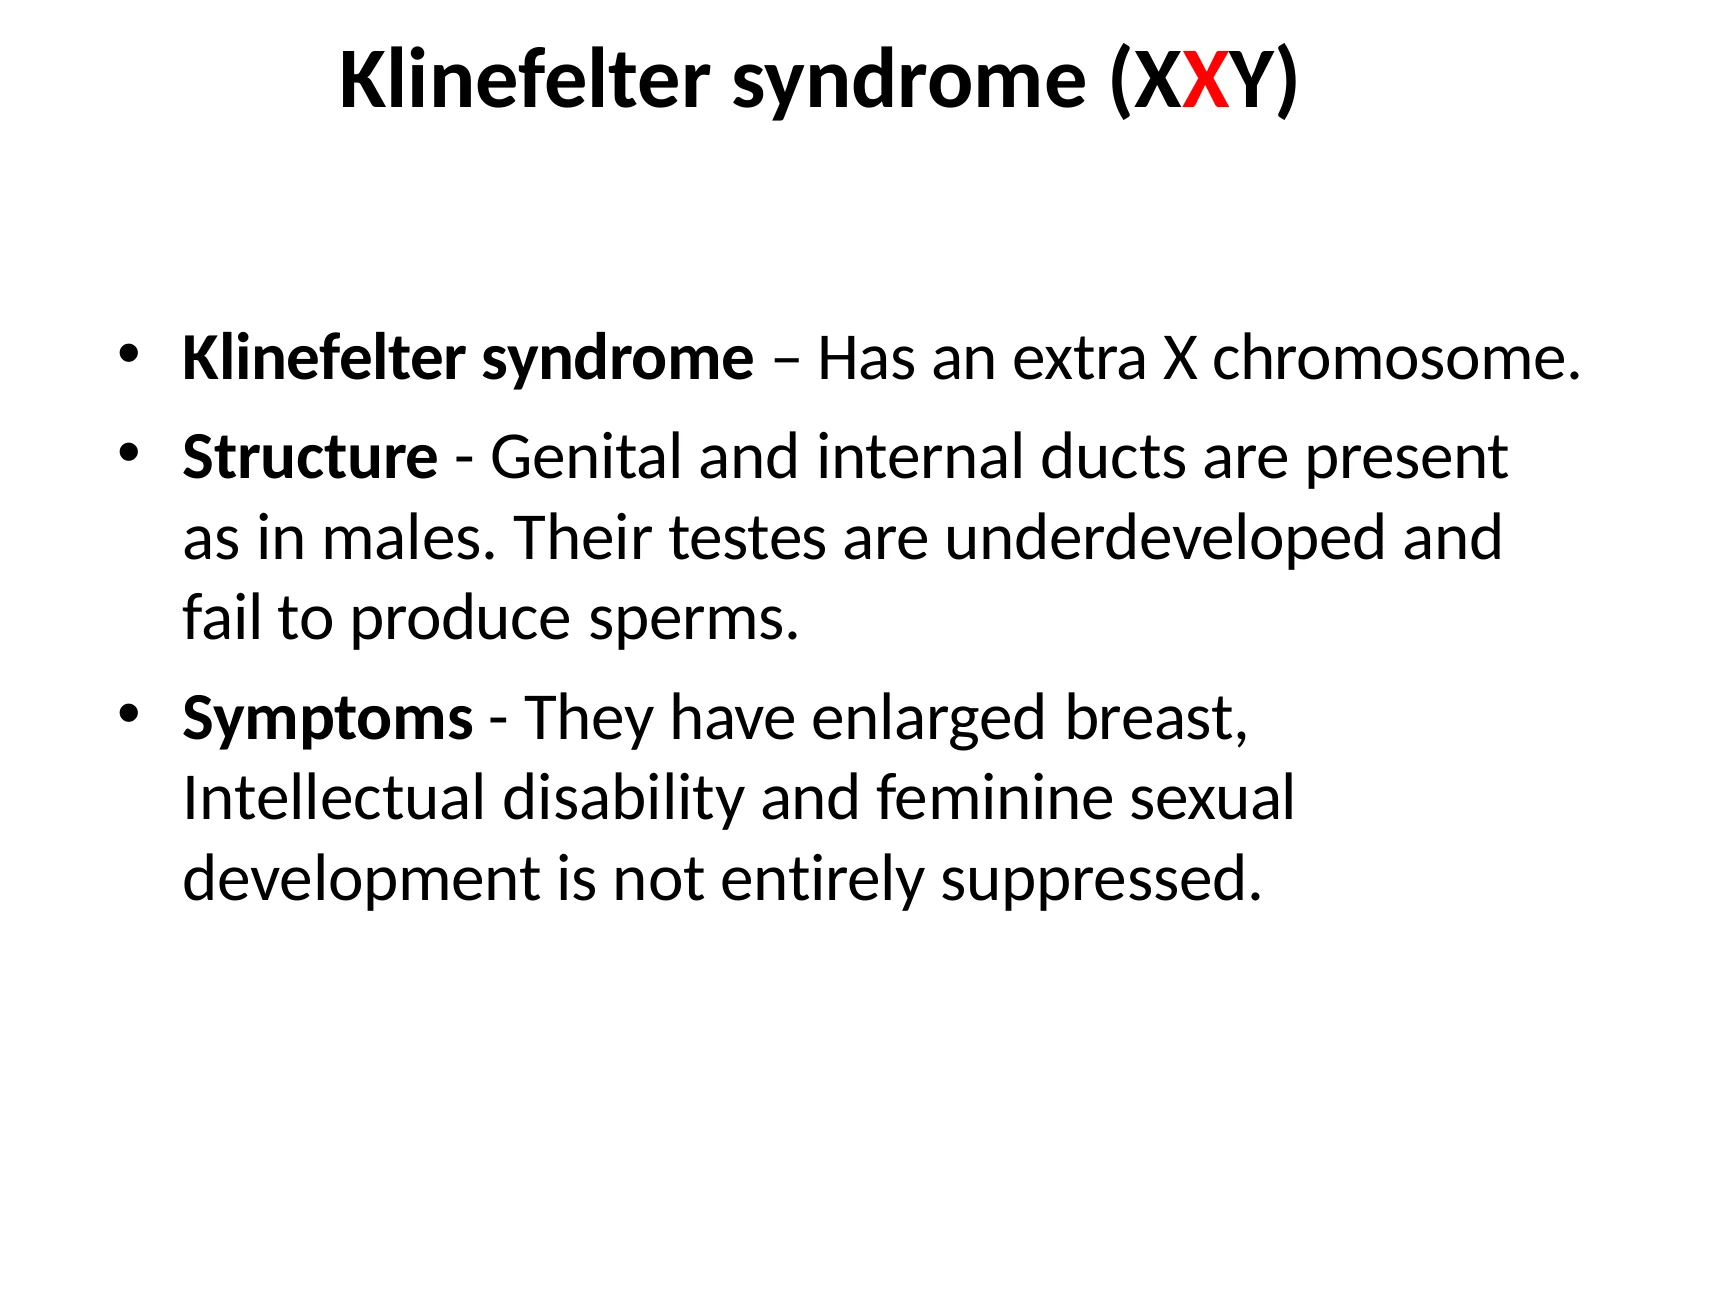 Klinefelter syndrome (XXY)
• Klinefelter syndrome – Has an extra X chromosome.
• Structure - Genital and internal ducts are present
as in males. Their testes are underdeveloped and
fail to produce sperms.
• Symptoms - They have enlarged breast,
Intellectual disability and feminine sexual
development is not entirely suppressed.